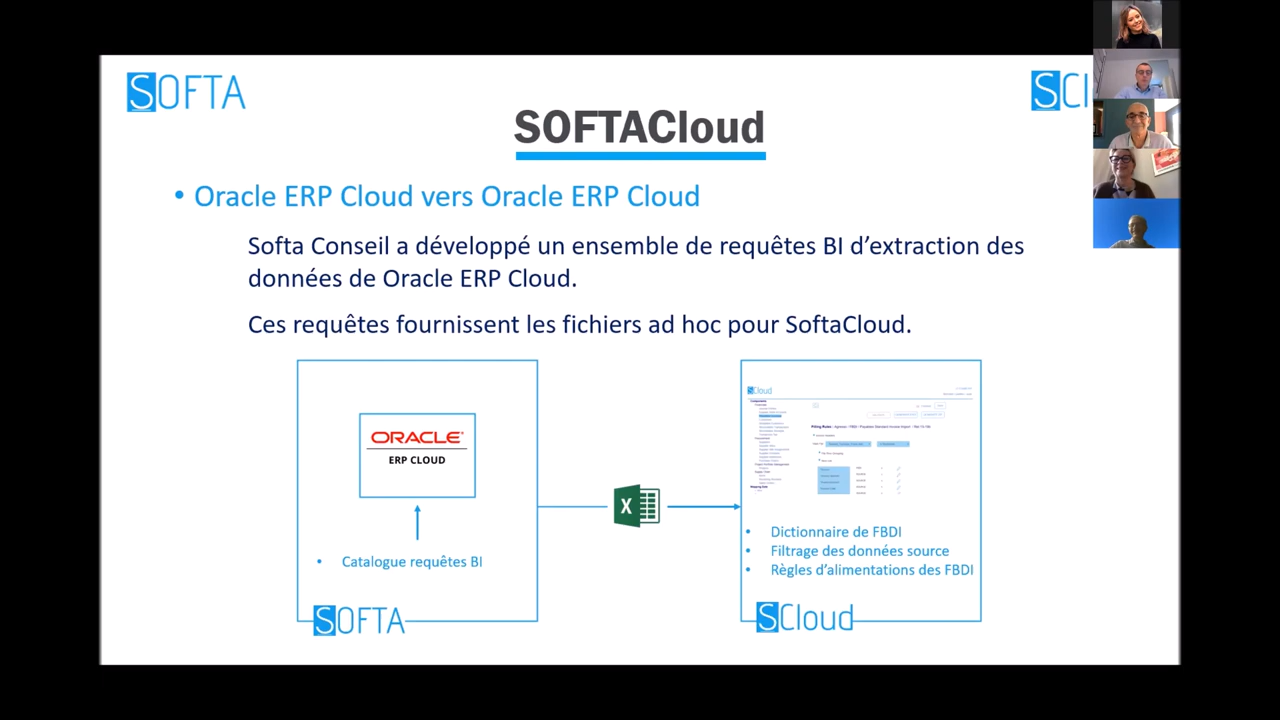 SOFTA
SCl
SOFTACloud
• Oracle ERP Cloud vers Oracle ERP Cloud
Softa Conseil a développé un ensemble de requêtes BI d’extraction des
données de Oracle ERP Cloud.
Ces requêtes fournissent les fichiers ad hoc pour SoftaCloud.
ORACLE
ERP CLOUD
• Catalogue requêtes BI
SOFTA
X
SCloud
• Dictionnaire de FBDI
• Filtrage des données source
• Règles d’alimentations des FBDI
SCloud